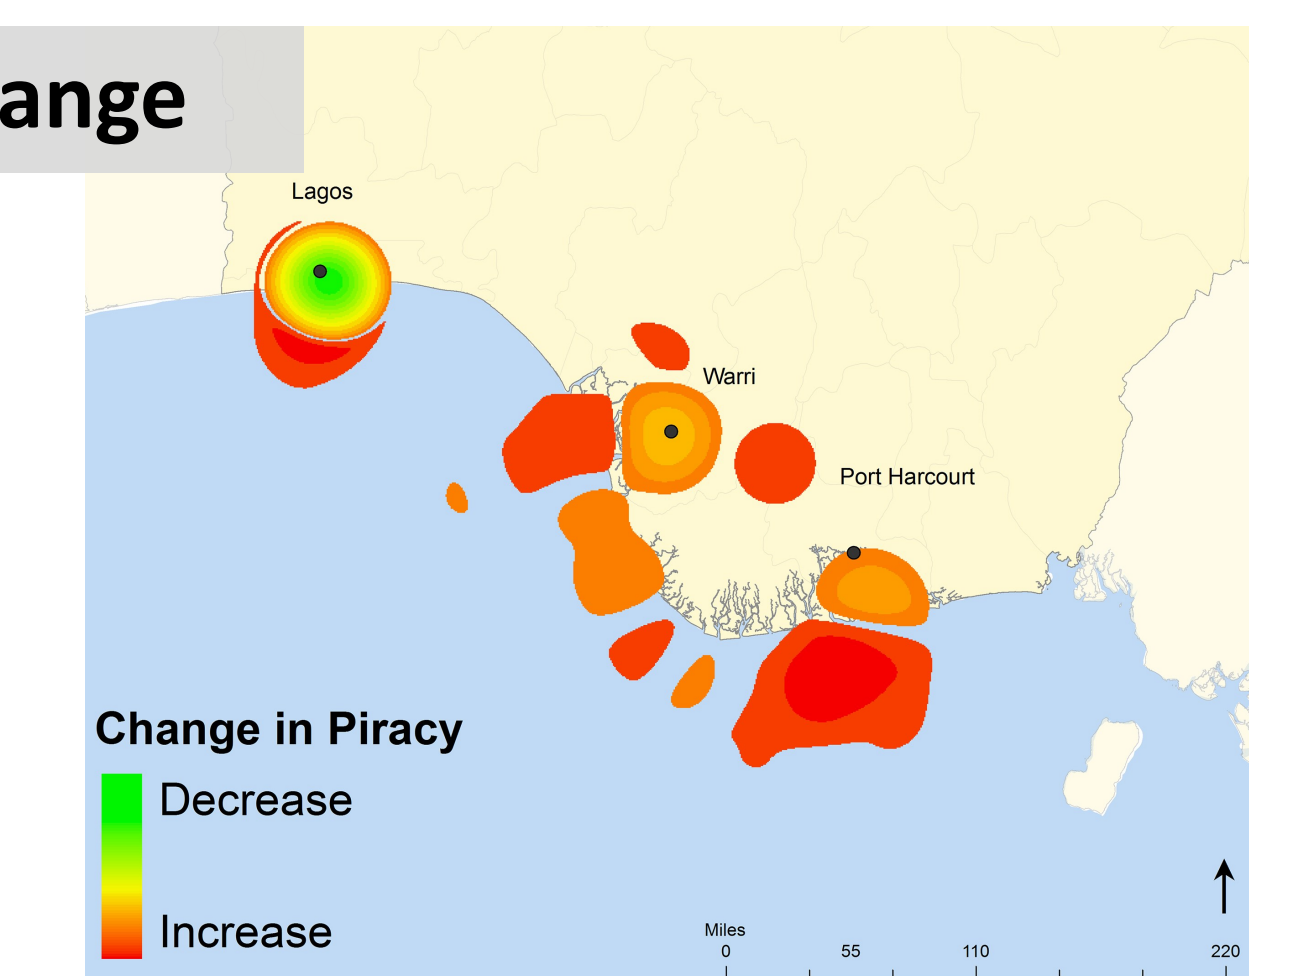 ange
Lagos
Warri
Port Harcourt
Change in Piracy
Decrease
Increase
Miles
0 55 110 220